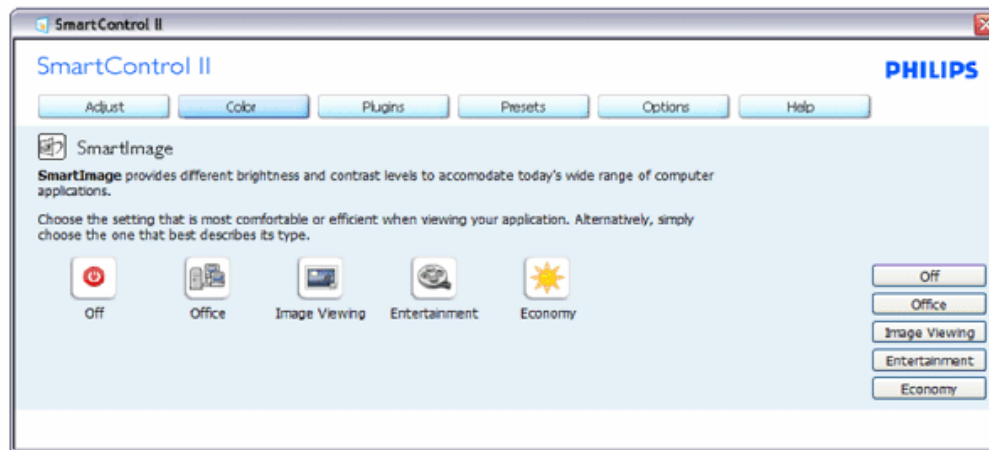 SmartControl II
SmartControl II
PHILIPS
Adjust
Color
Plugins
Presets
Options
Help
SmartImage
SmartImage provides different brightness and contrast levels to accomodate today's wide range of computer
applications.
Choose the setting that is most comfortable or efficient when viewing your application. Alternatively, simply
choose the one that best describes its type.
Off
Office
Image Viewing
Entertainment
Economy
Off
Office
Image Viewing
Entertainment
Economy